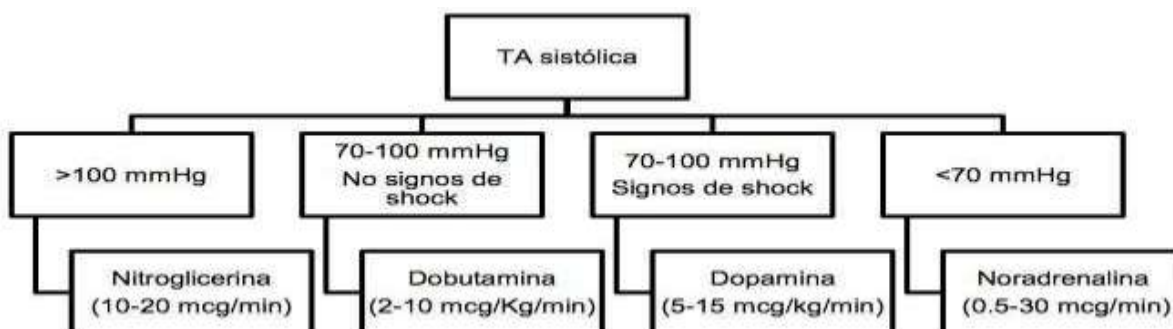 TA sistólica
>100 mmHg
70-100 mmHg
No signos de
shock
70-100 mmHg
Signos de shock
<70 mmHg
Nitroglicerina
(10-20 mcg/min)
Dobutamina
(2-10 mcg/Kg/min)
Dopamina
(5-15 mcg/kg/min)
Noradrenalina
(0.5-30 mcg/min)